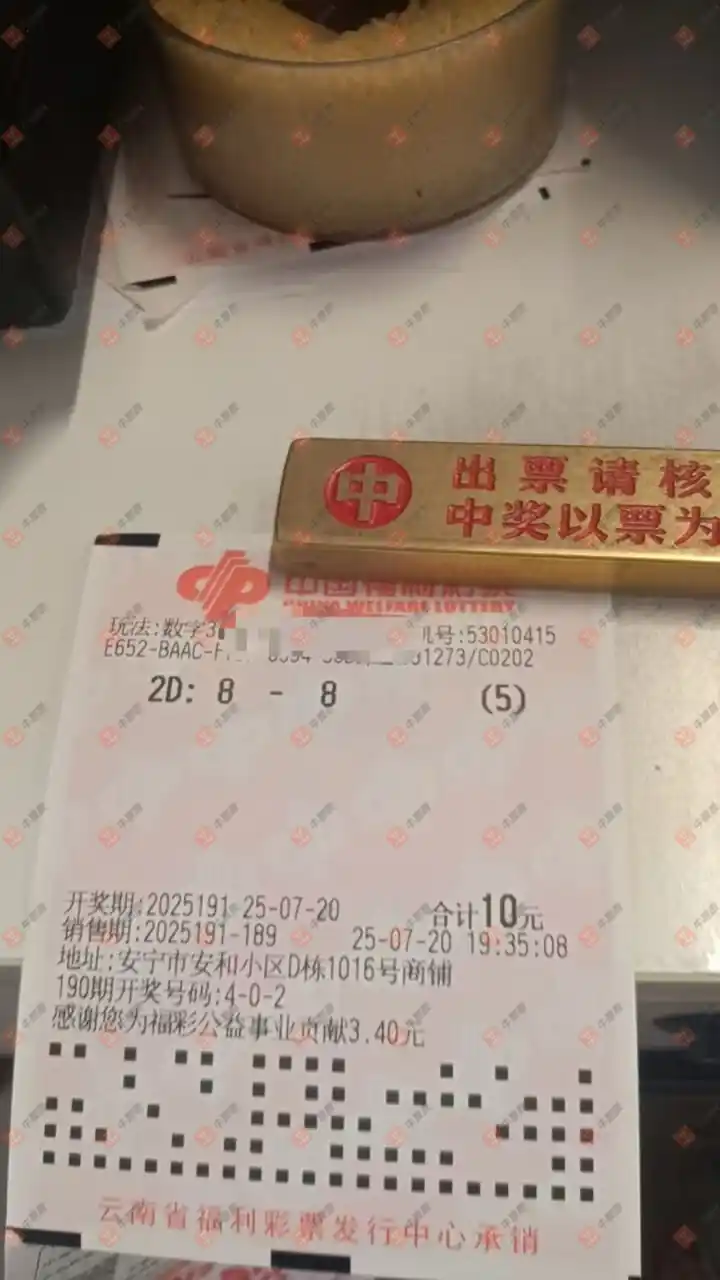 中 出票请核
中奖以票为
中国福利彩票
CHINA WELFARE LOTTERY
玩法:数字3 机号:53010415
E652-BAAC-F 01273/C0202
2D: 8 - 8 (5)
开奖期:2025191 25-07-20 合计10元
销售期:2025191-189 25-07-20 19:35:08
地址:安宁市安和小区D栋1016号商铺
190期开奖号码:4-0-2
感谢您为福彩公益事业贡献3.40元
云南省福利彩票发行中心承销